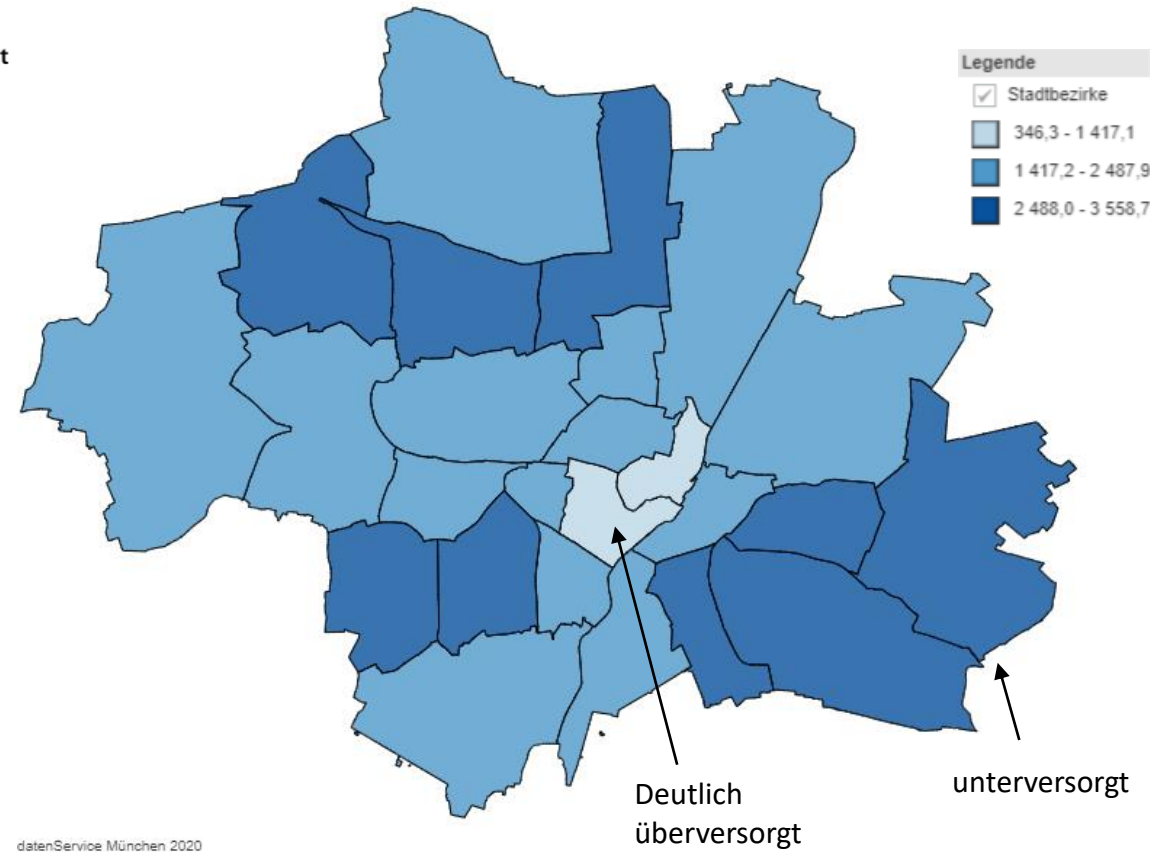 t
Legende
Stadtbezirke
346,3 - 1 417,1
1 417,2 - 2 487,9
2 488,0 - 3 558,7
Deutlich
überversorgt
unterversorgt
datenService München 2020